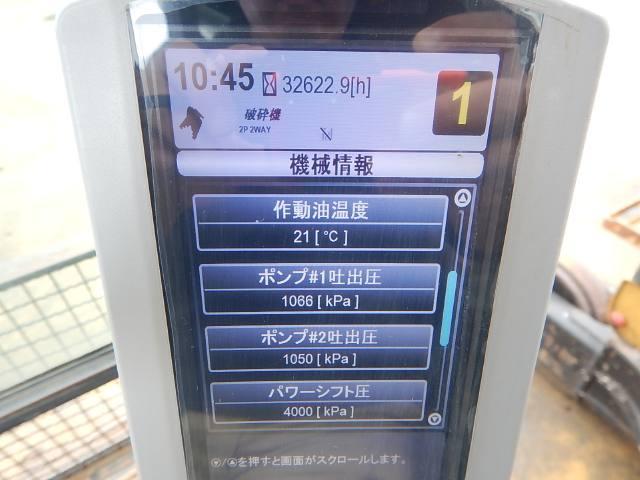 10:45 32622.9[h]
1
破砕機
2P 2WAY
N
機械情報
作動油温度
21 [ ℃ ]
ポンプ#1吐出圧
1066 [ kPa ]
ポンプ#2吐出圧
1050 [ kPa ]
パワーシフト圧
4000 [ kPa ]
▽/△を押すと画面がスクロールします。